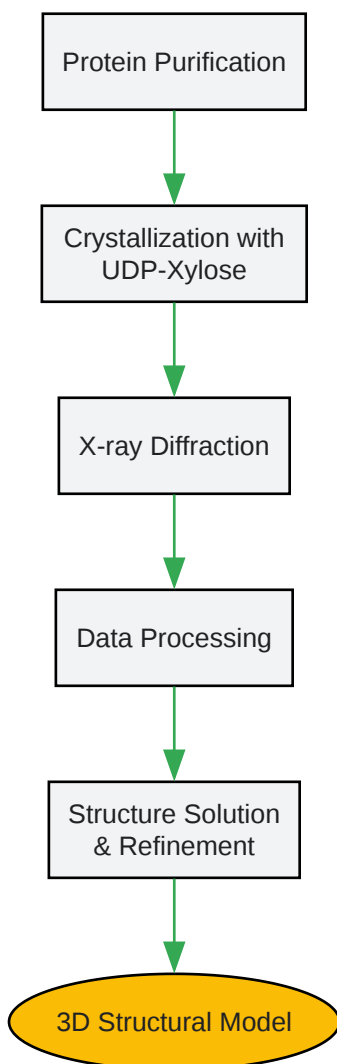 Protein Purification
Crystallization with
UDP-Xylose
X-ray Diffraction
Data Processing
Structure Solution
& Refinement
3D Structural Model